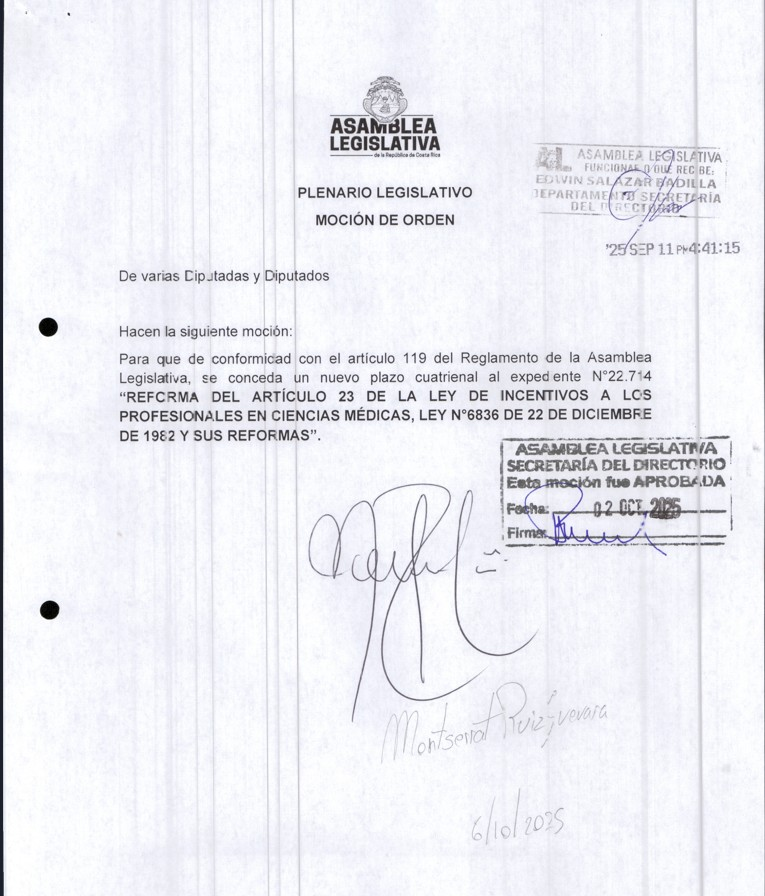 ASAMBLEA
LEGISLATIVA
de la República de Costa Rica
ASAMBLEA LEGISLATIVA
FUNCIONARIO QUE RECIBE:
EDWIN SALAZAR BADILLA
DEPARTAMENTO SECRETARÍA
DEL DIRECTORIO
'25 SEP 11 PM4:41:15
PLENARIO LEGISLATIVO
MOCIÓN DE ORDEN
De varias Diputadas y Diputados
Hacen la siguiente moción:
Para que de conformidad con el artículo 119 del Reglamento de la Asamblea
Legislativa, se conceda un nuevo plazo cuatrienal al expediente N°22.714
“REFORMA DEL ARTÍCULO 23 DE LA LEY DE INCENTIVOS A LOS
PROFESIONALES EN CIENCIAS MÉDICAS, LEY N°6836 DE 22 DE DICIEMBRE
DE 1982 Y SUS REFORMAS”.
ASAMBLEA LEGISLATIVA
SECRETARÍA DEL DIRECTORIO
Esta moción fue APROBADA
Fecha: 02 OCT. 2025
Firma:
Montserrat Ruiz Guevara
6/10/2025